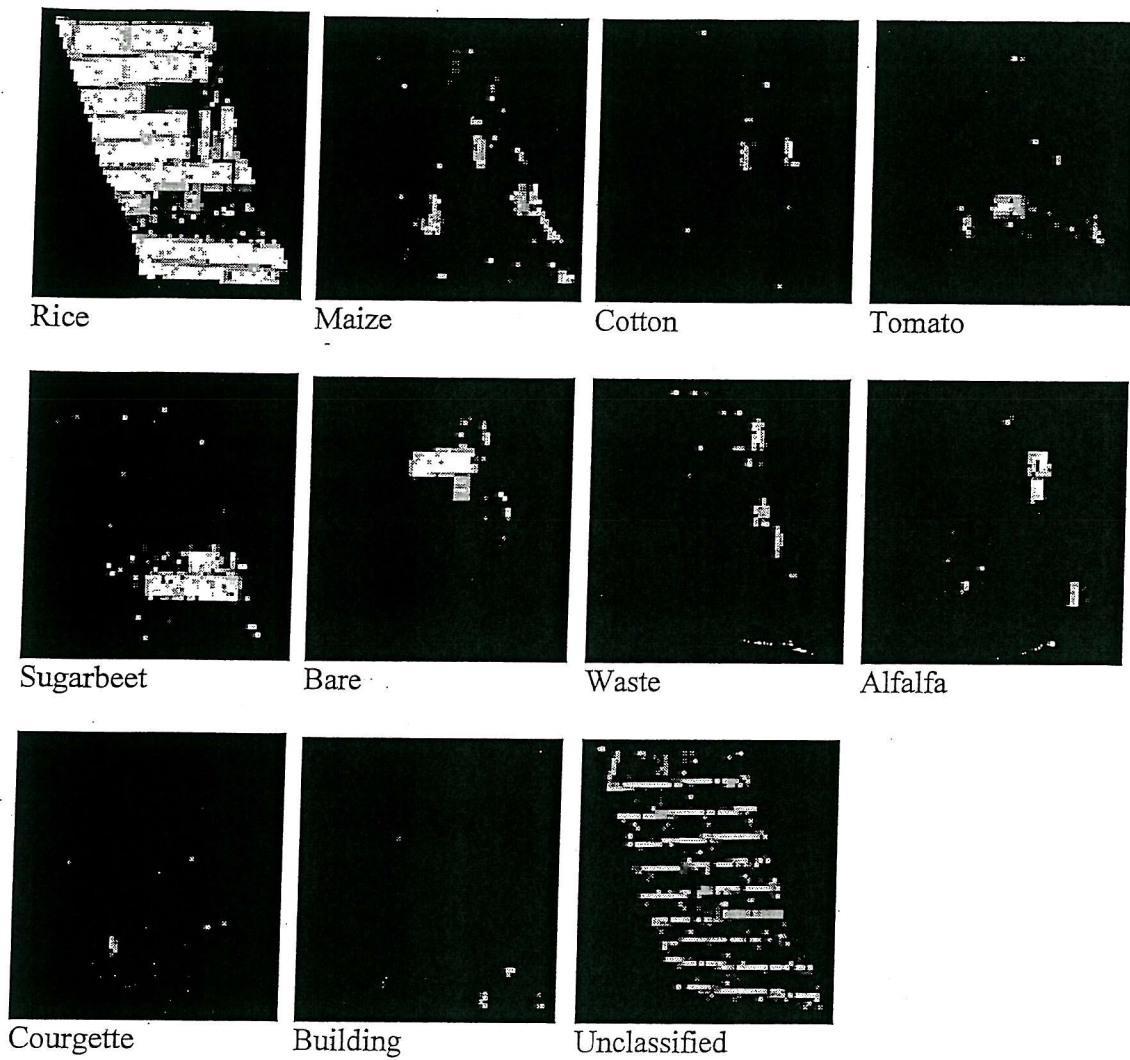 Rice
Maize
Cotton
Tomato
Sugarbeet
Bare
Waste
Alfalfa
Courgette
Building
Unclassified